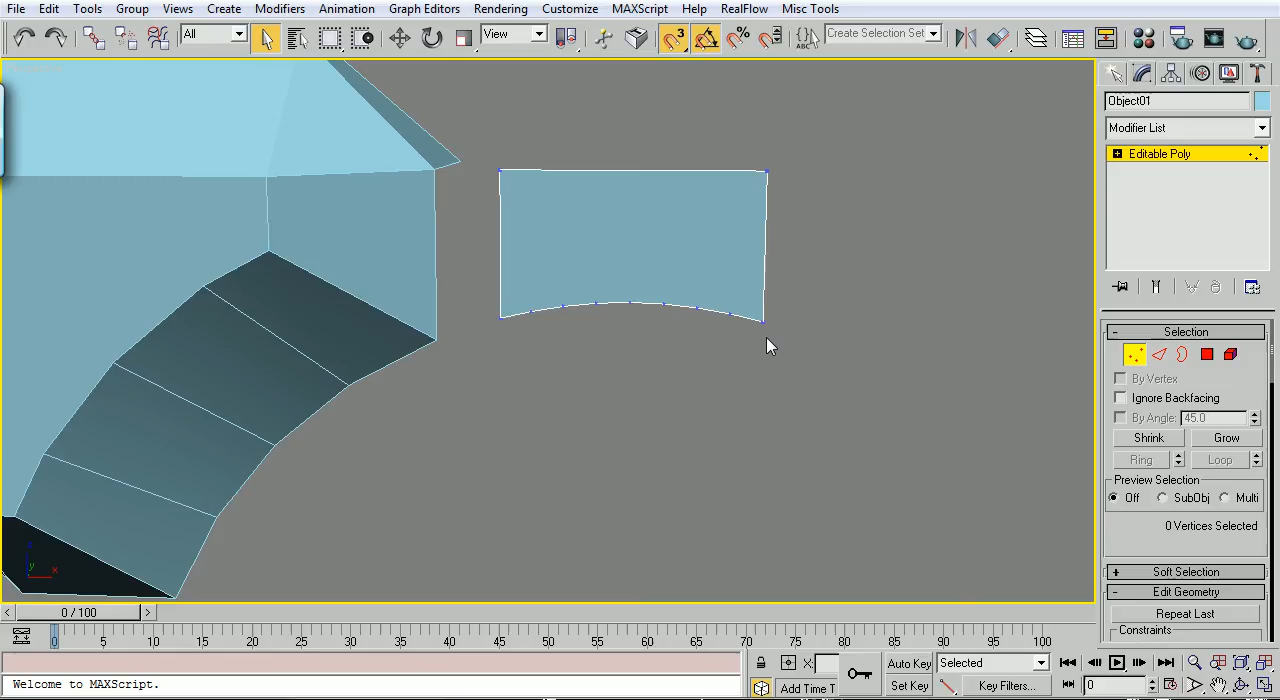 File Edit Tools Group Views Create Modifiers Animation Graph Editors Rendering Customize MAXScript Help RealFlow Misc Tools
All View 3 Create Selection Set
Object01
Modifier List
Editable Poly
Selection
By Vertex
Ignore Backfacing
By Angle: 45.0
Shrink Grow
Ring Loop
Preview Selection
Off SubObj Multi
0 Vertices Selected
Soft Selection
Edit Geometry
Repeat Last
Constraints
y x
0 / 100
0 5 10 15 20 25 30 35 40 45 50 55 60 65 70 75 80 85 90 95 100
X: Auto Key Selected
Welcome to MAXScript. Add Time T Set Key Key Filters... 0